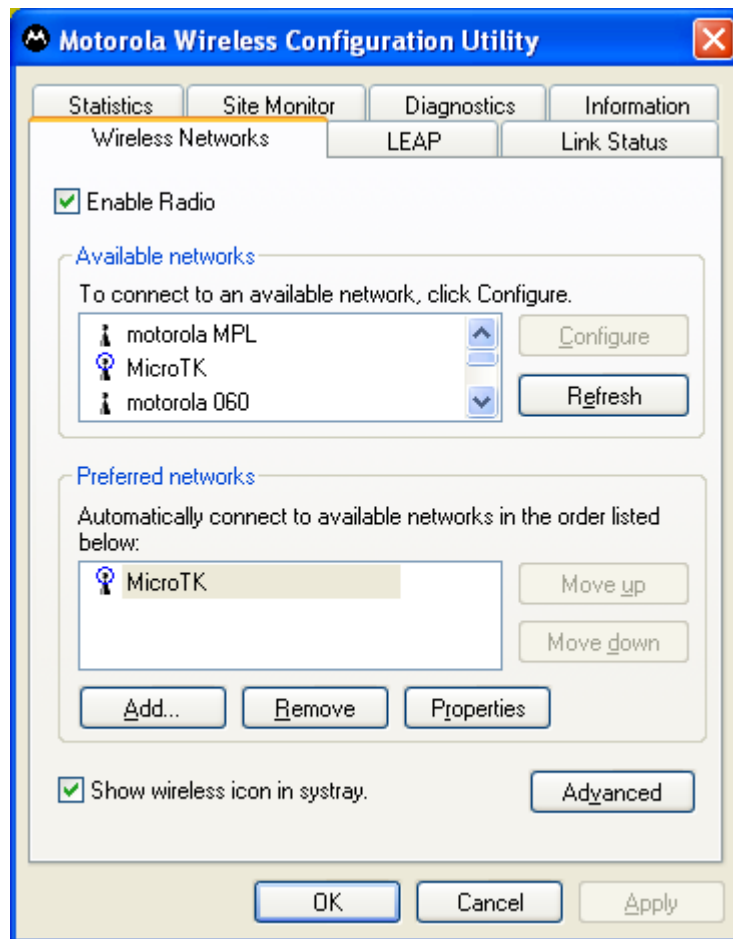 Motorola Wireless Configuration Utility
Statistics Site Monitor Diagnostics Information
Wireless Networks LEAP Link Status
Enable Radio
Available networks
To connect to an available network, click Configure.
motorola MPL
Configure
MicroTK
motorola 060
Refresh
Preferred networks
Automatically connect to available networks in the order listed
below:
MicroTK
Move up
Move down
Add... Remove Properties
Show wireless icon in systray.
Advanced
OK Cancel Apply